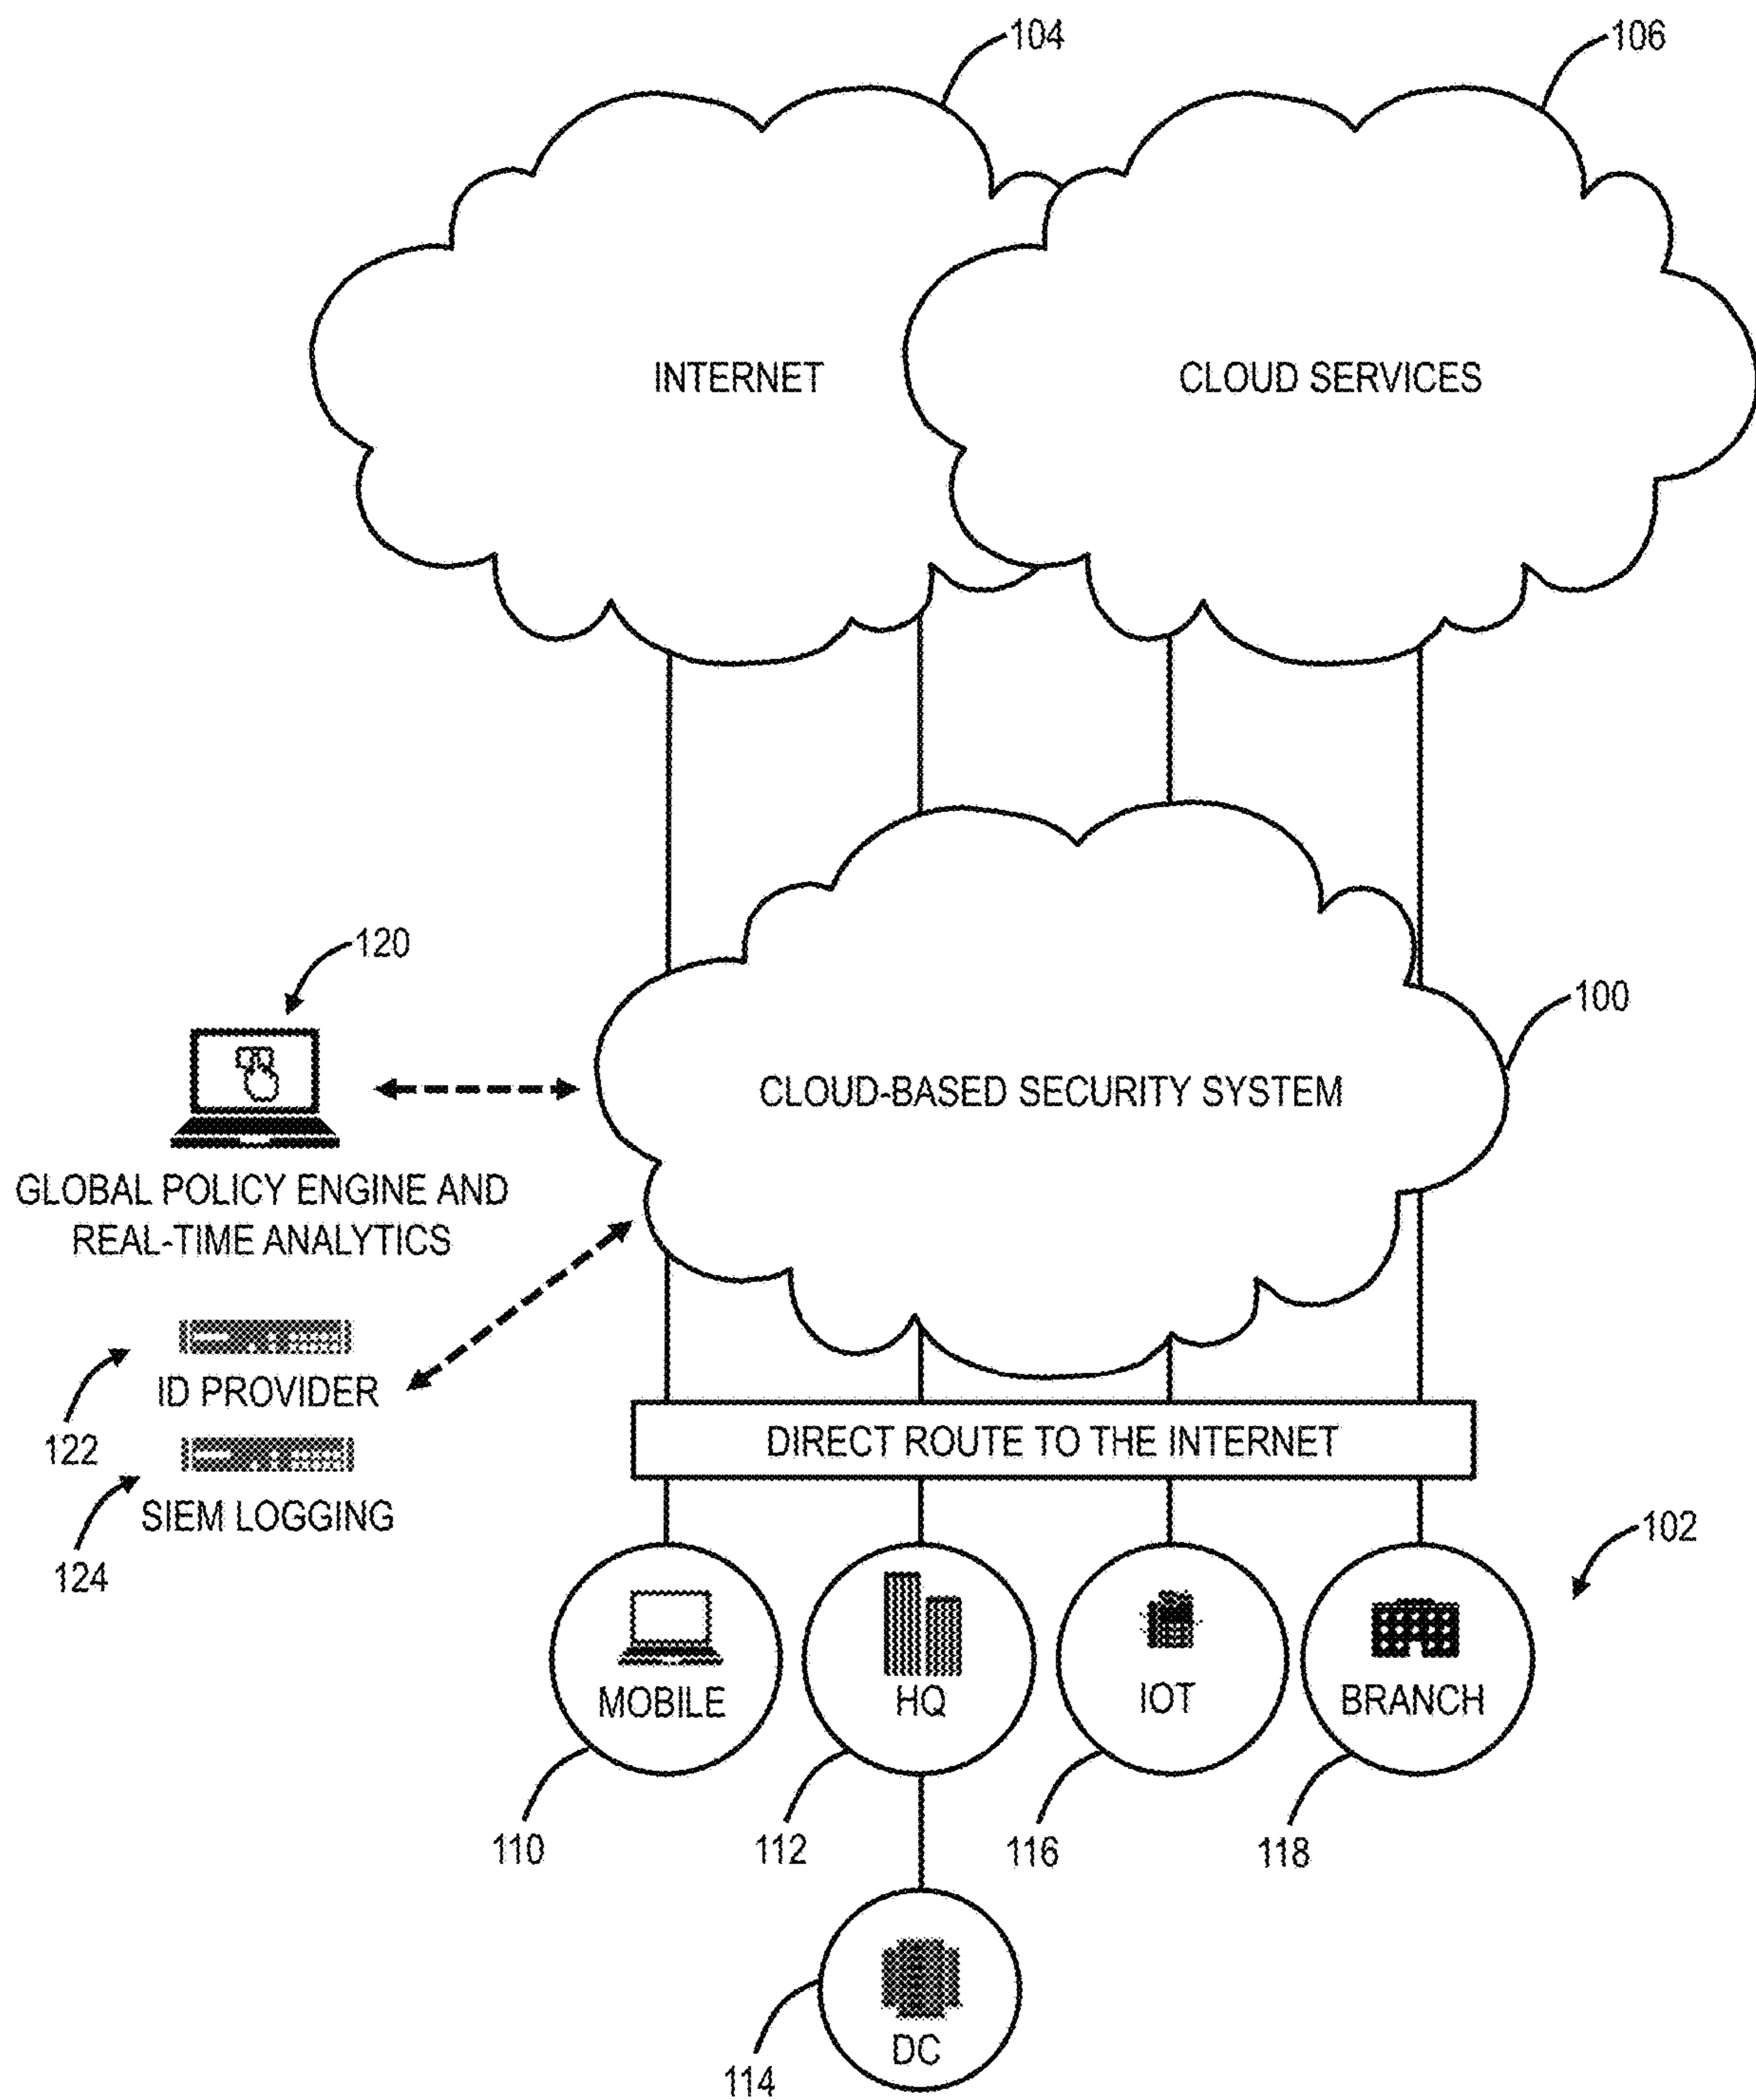 104
106
INTERNET
CLOUD SERVICES
120
100
CLOUD-BASED SECURITY SYSTEM
GLOBAL POLICY ENGINE AND
REAL-TIME ANALYTICS
ID PROVIDER
122
DIRECT ROUTE TO THE INTERNET
SIEM LOGGING
124
102
MOBILE
HQ
IOT
BRANCH
110
112
116
118
DC
114